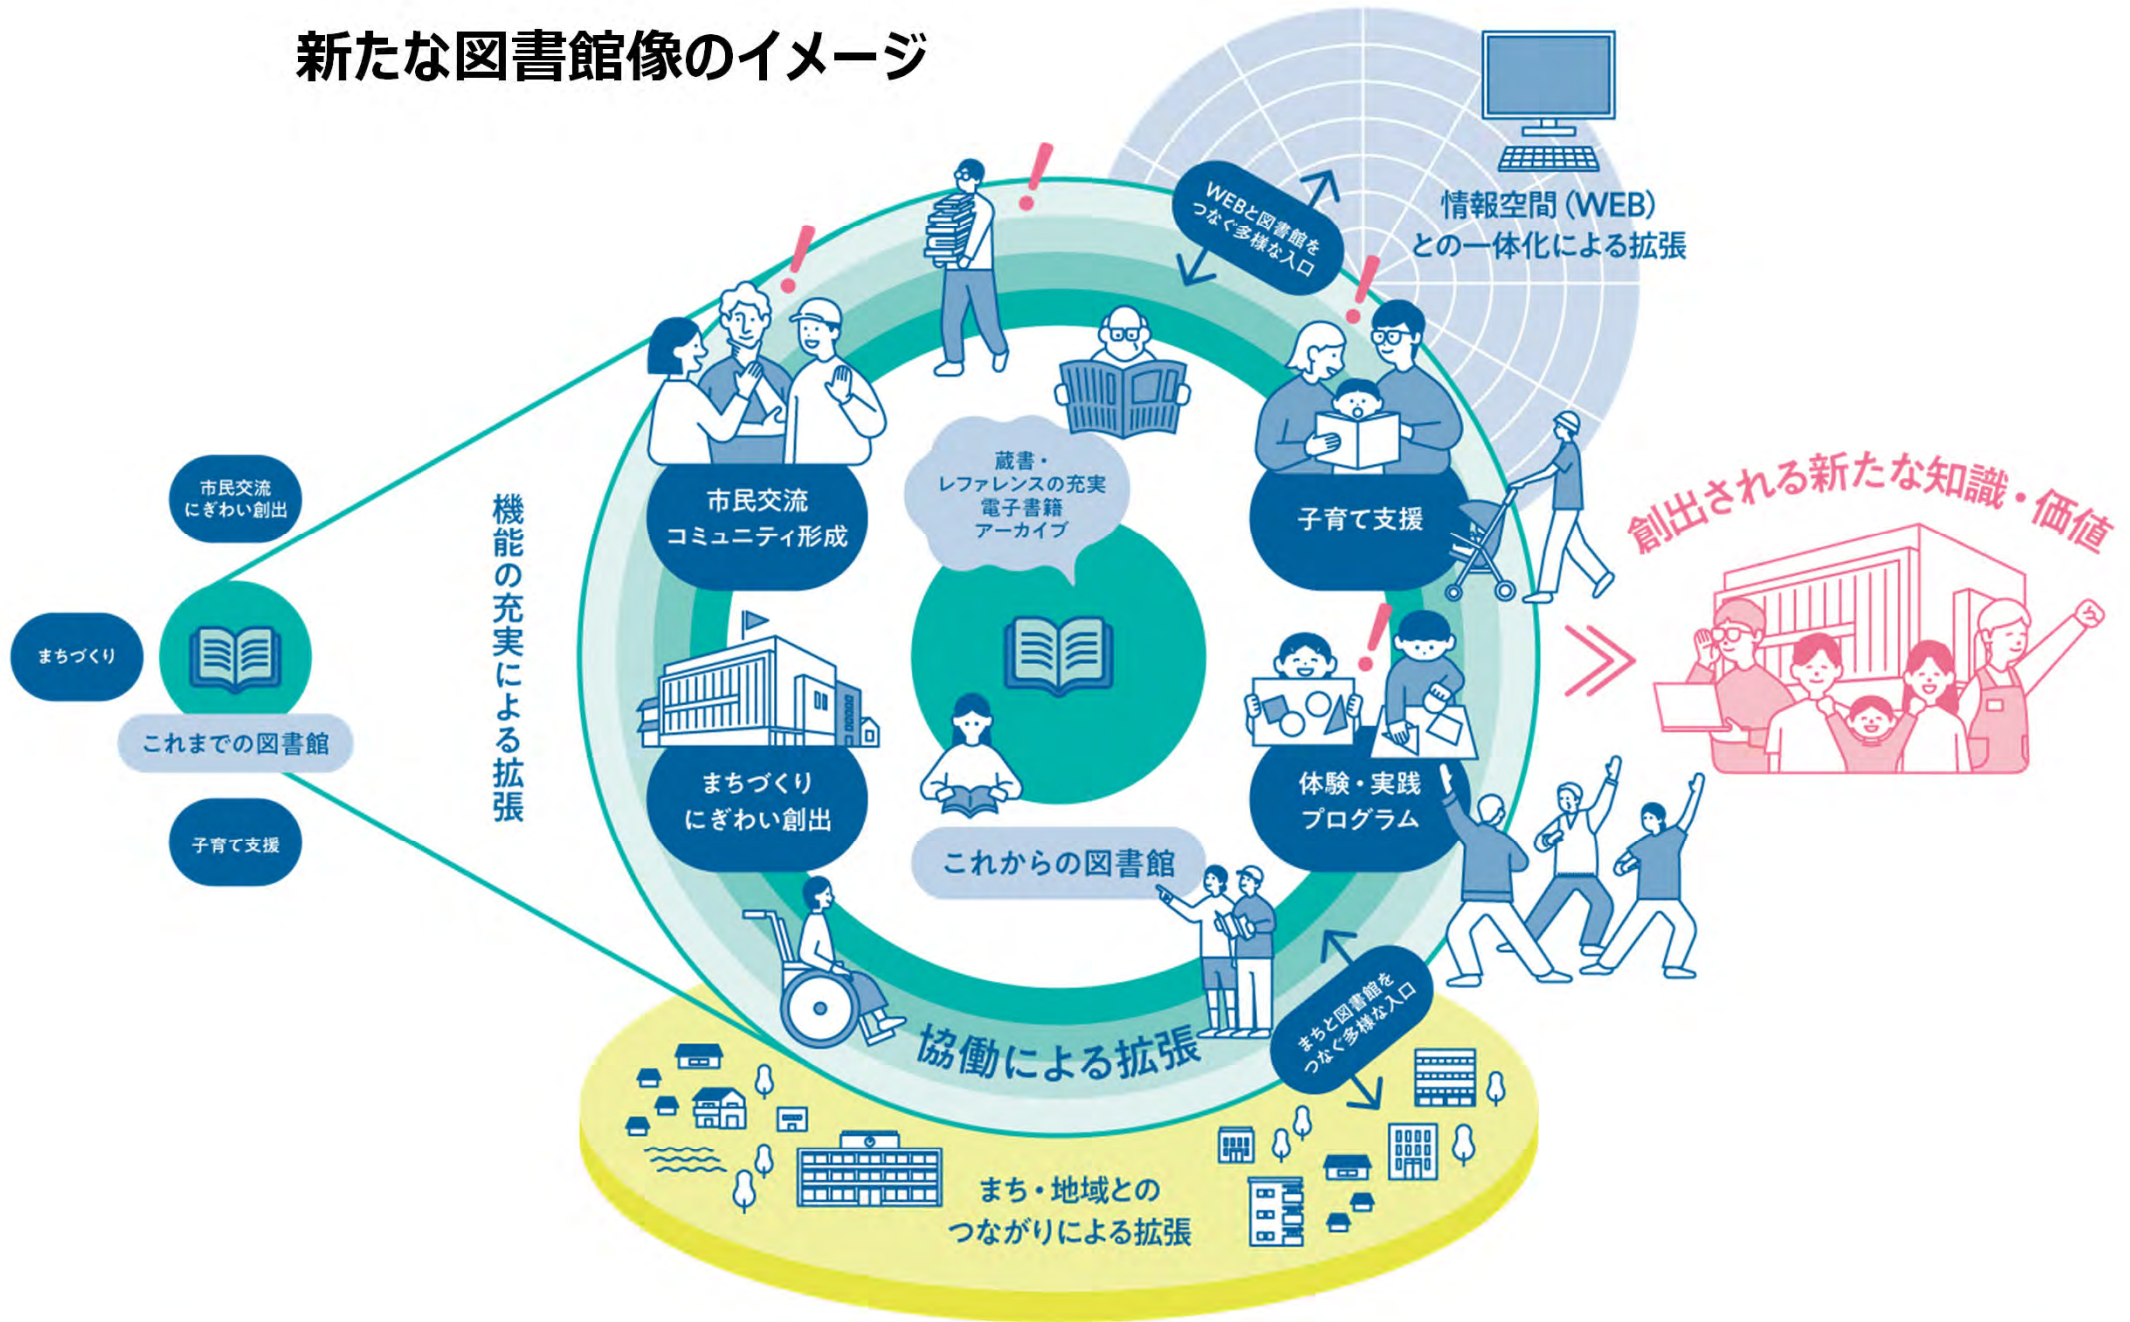 新たな図書館像のイメージ
市民交流
にぎわい創出
まちづくり
これまでの図書館
子育て支援
機能の充実による拡張
市民交流
コミュニティ形成
まちづくり
にぎわい創出
蔵書・
レファレンスの充実
電子書籍
アーカイブ
これからの図書館
子育て支援
体験・実践
プログラム
WEBと図書館を
つなぐ多様な入口
情報空間（WEB）
との一体化による拡張
創出される新たな知識・価値
協働による拡張
まちと図書館を
つなぐ多様な入口
まち・地域との
つながりによる拡張